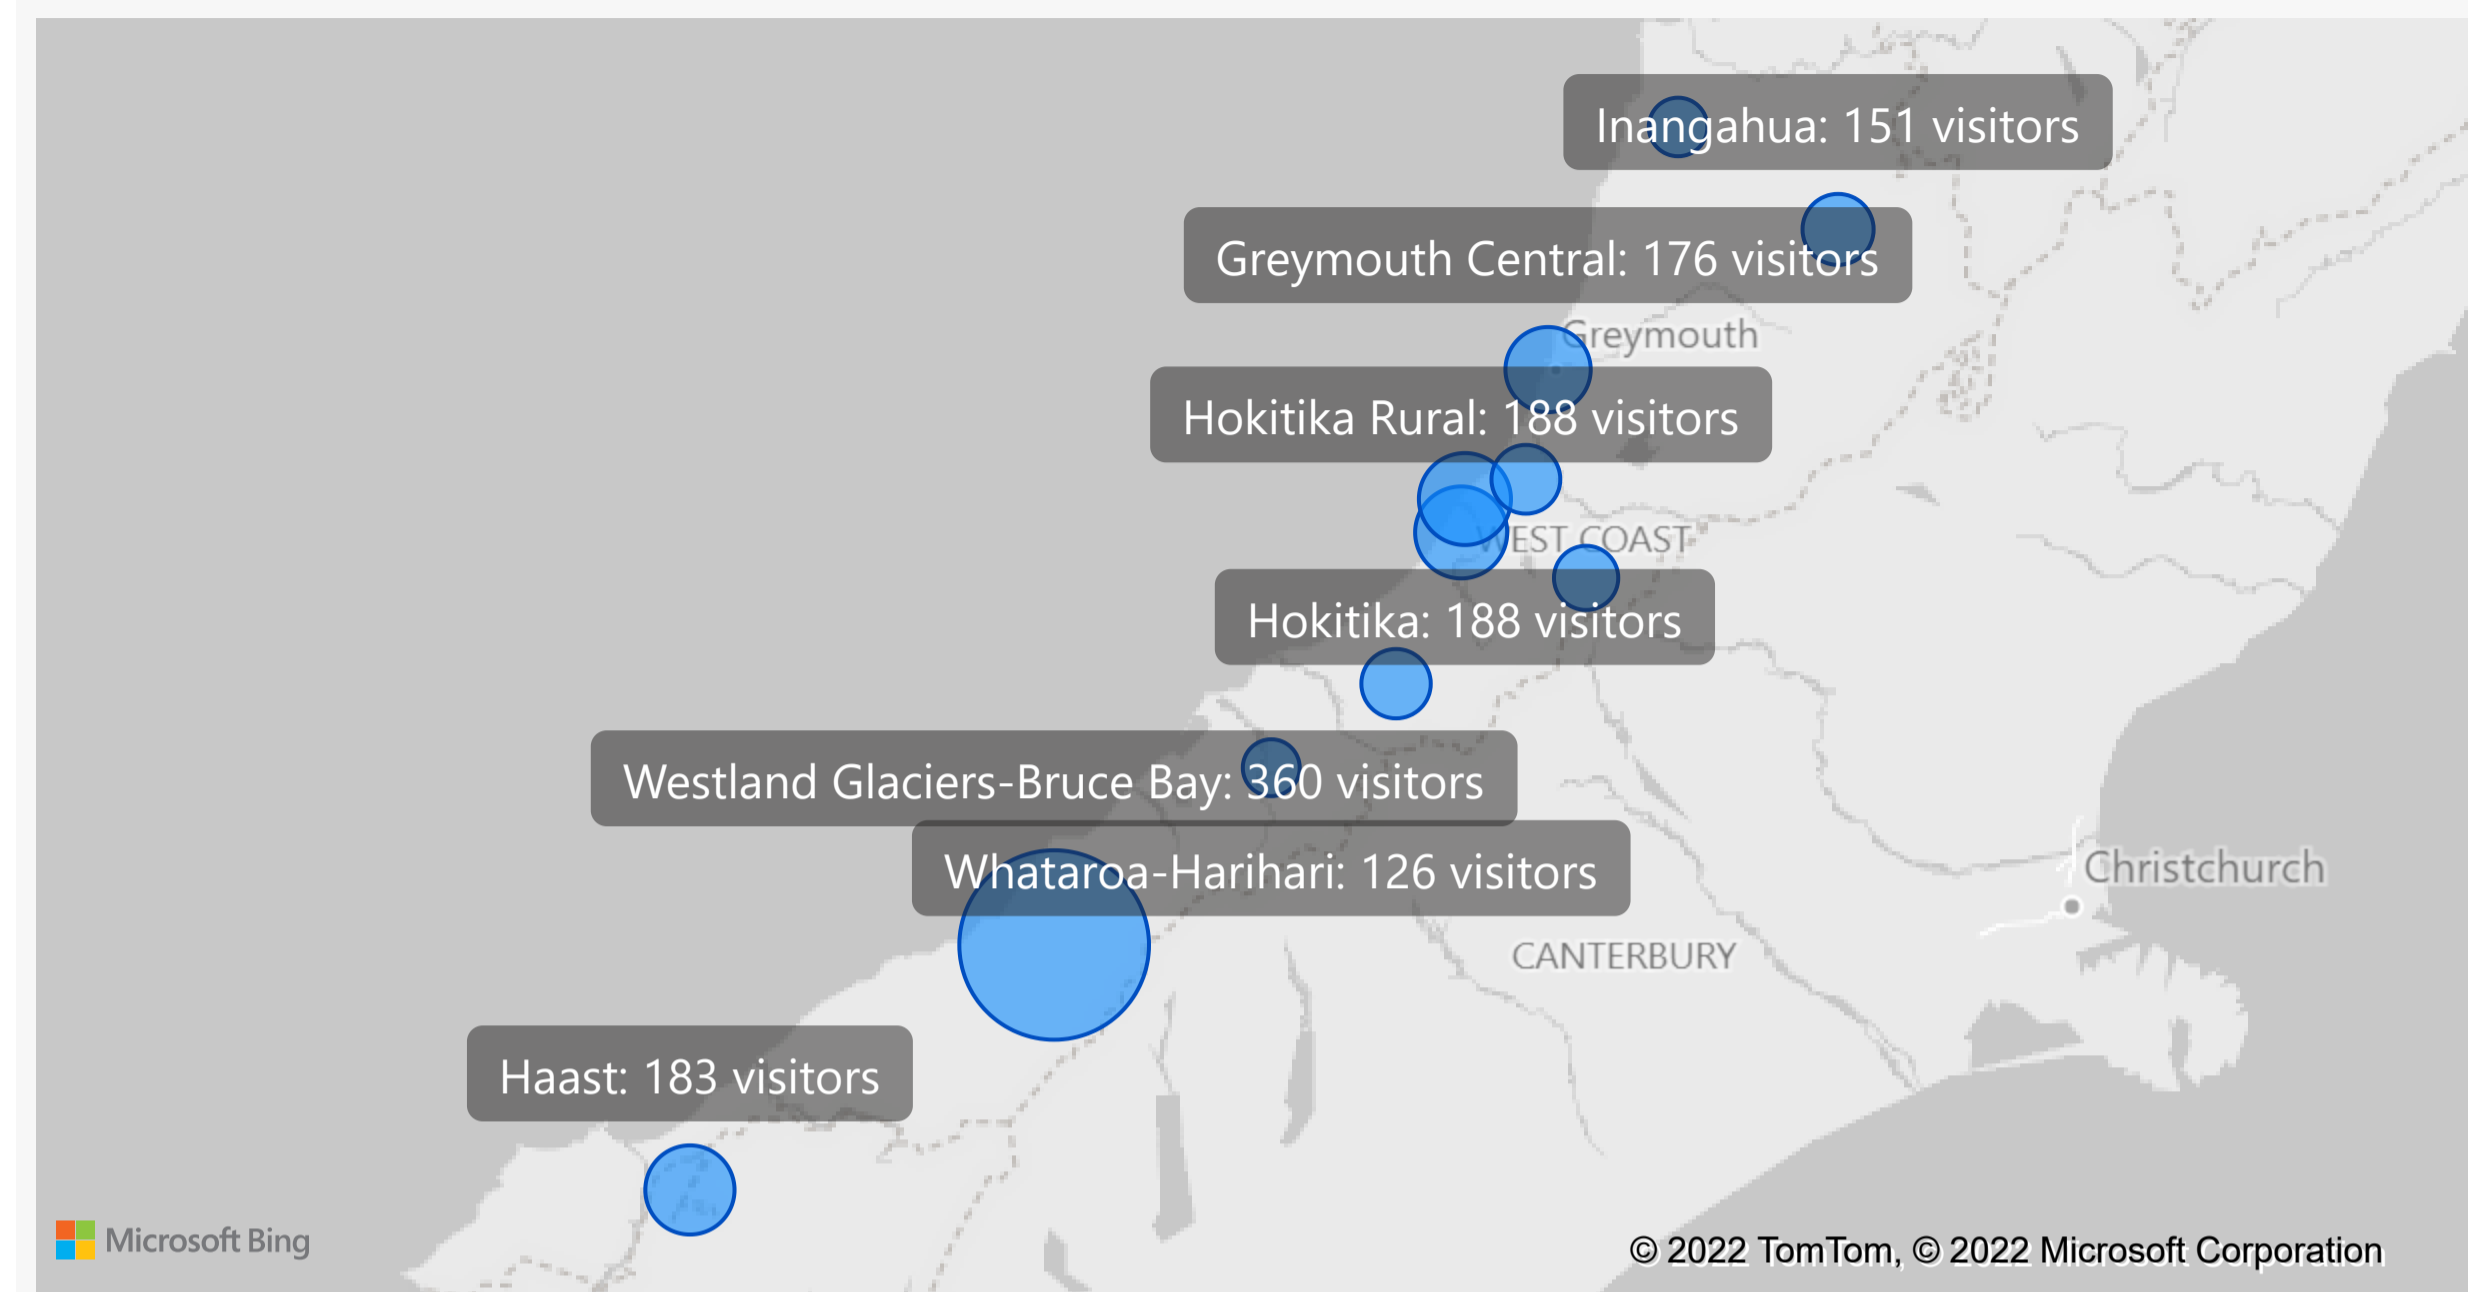 Inangahua: 151 visitors
Greymouth Central: 176 visitors
Greymouth
Hokitika Rural: 188 visitors
WEST COAST
Hokitika: 188 visitors
Westland Glaciers-Bruce Bay: 360 visitors
Whataroa-Harihari: 126 visitors
Christchurch
CANTERBURY
Haast: 183 visitors
Microsoft Bing
© 2022 TomTom, © 2022 Microsoft Corporation